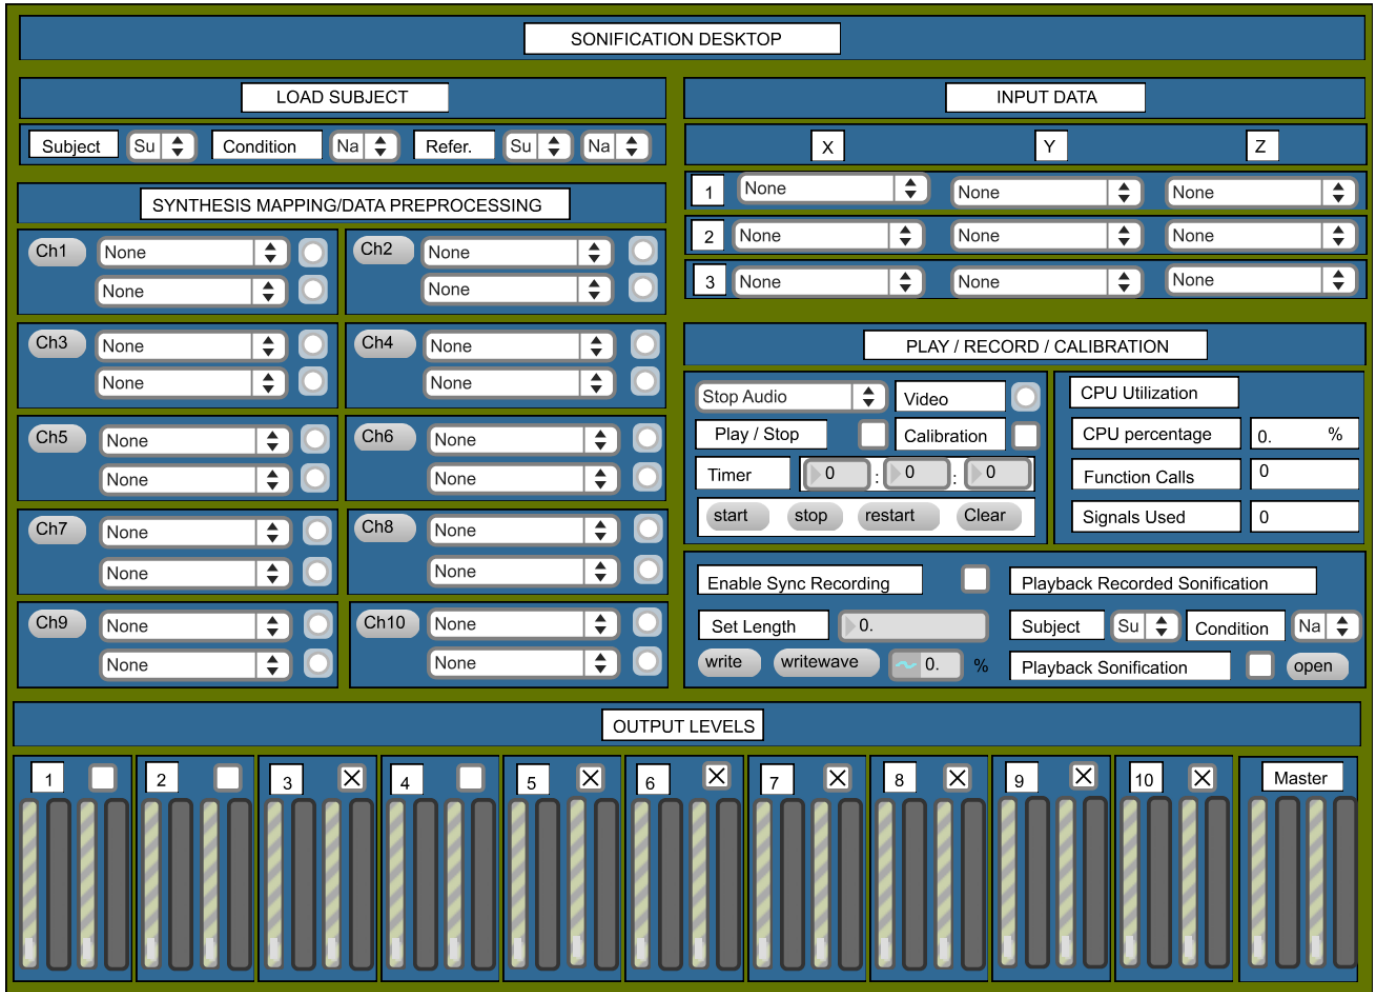 SONIFICATION DESKTOP
LOAD SUBJECT
Subject Su Condition Na Refer. Su Na
SYNTHESIS MAPPING/DATA PREPROCESSING
Ch1 None Ch2 None
None None
Ch3 None Ch4 None
None None
Ch5 None Ch6 None
None None
Ch7 None Ch8 None
None None
Ch9 None Ch10 None
None None
INPUT DATA
X Y Z
1 None None None
2 None None None
3 None None None
PLAY / RECORD / CALIBRATION
Stop Audio Video
Play / Stop Calibration
Timer 0 : 0 : 0
start stop restart Clear
CPU Utilization
CPU percentage 0. %
Function Calls 0
Signals Used 0
Enable Sync Recording
Set Length 0.
write writewave 0. %
Playback Recorded Sonification
Subject Su Condition Na
Playback Sonification open
OUTPUT LEVELS
1 2 3 4 5 6 7 8 9 10 Master